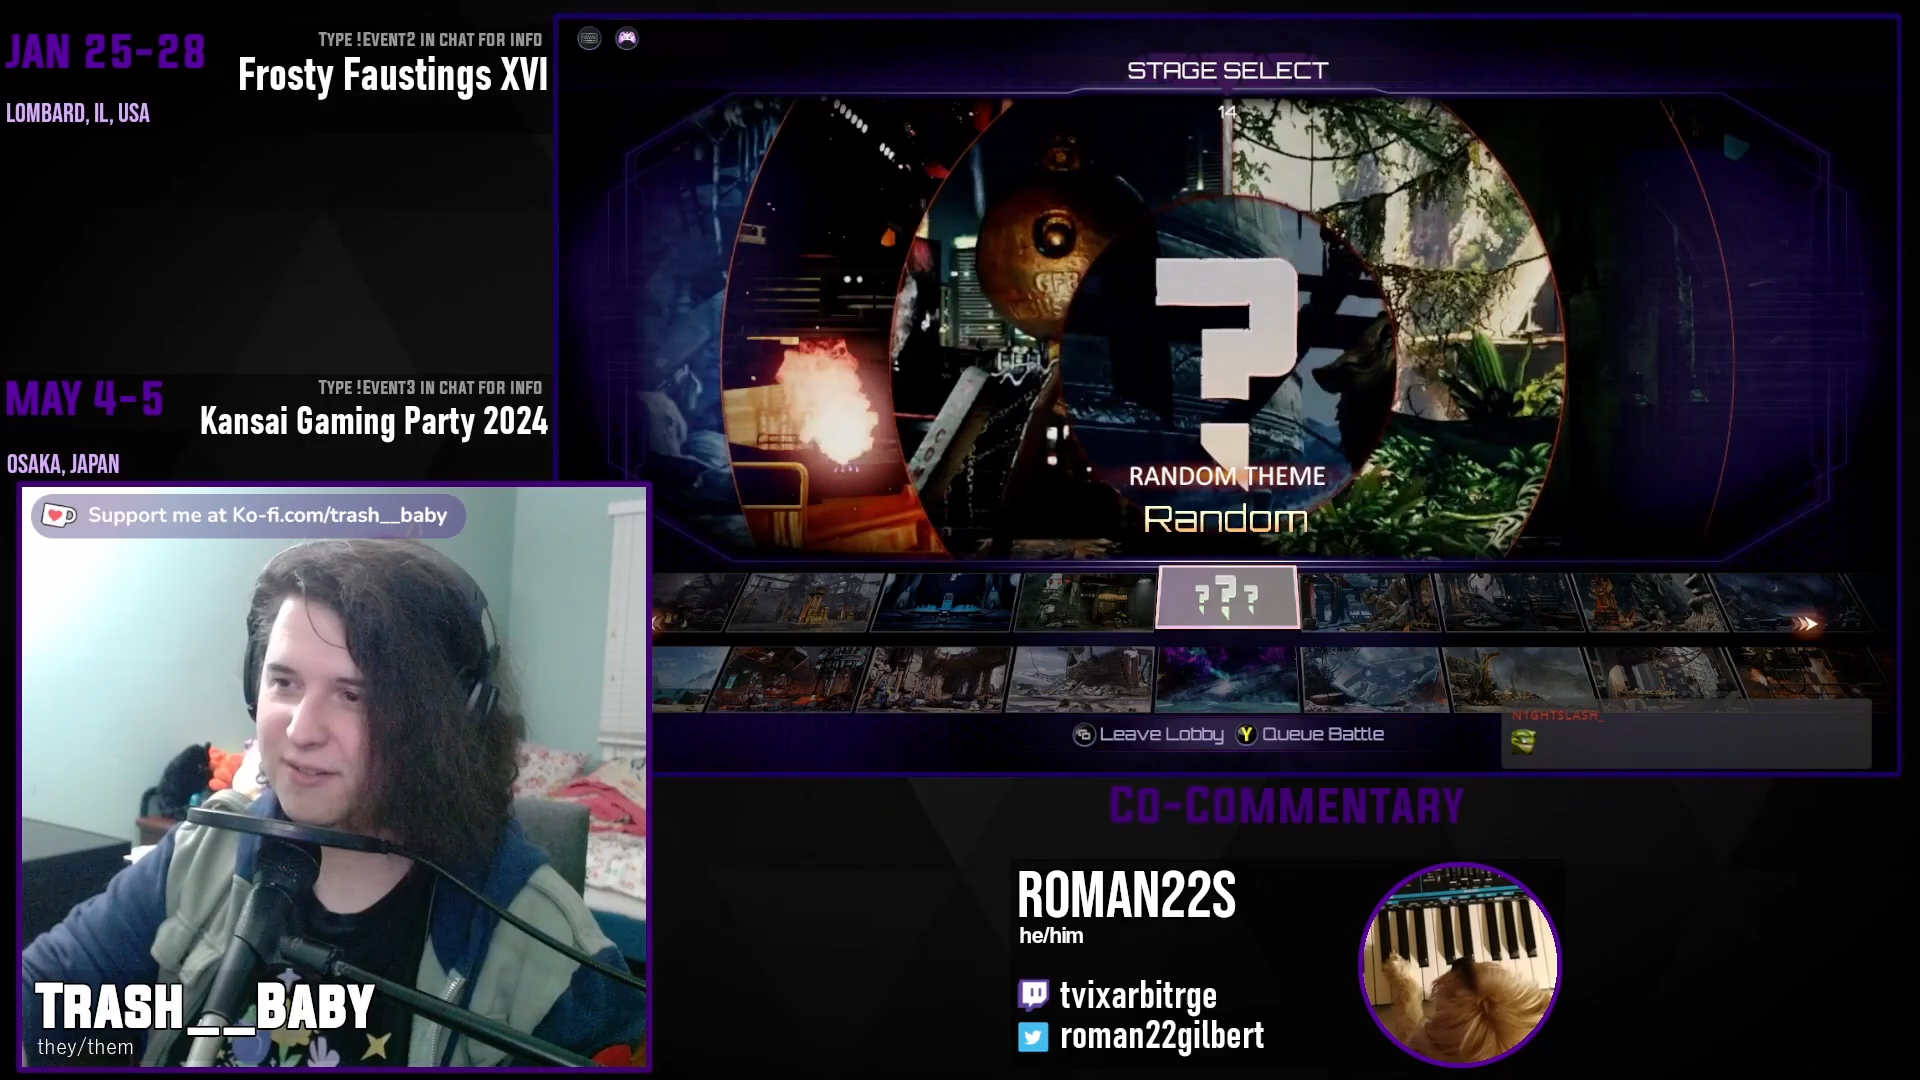 JAN 25-28
TYPE !EVENT2 IN CHAT FOR INFO
Frosty Faustings XVI
LOMBARD, IL, USA
MAY 4-5
TYPE !EVENT3 IN CHAT FOR INFO
Kansai Gaming Party 2024
OSAKA, JAPAN
Support me at Ko-fi.com/trash__baby
TRASH__BABY
they/them
STAGE SELECT
14
RANDOM THEME
Random
???
Leave Lobby
Y Queue Battle
N1GHTSLASH_
CO-COMMENTARY
ROMAN22S
he/him
tvixarbitrge
roman22gilbert